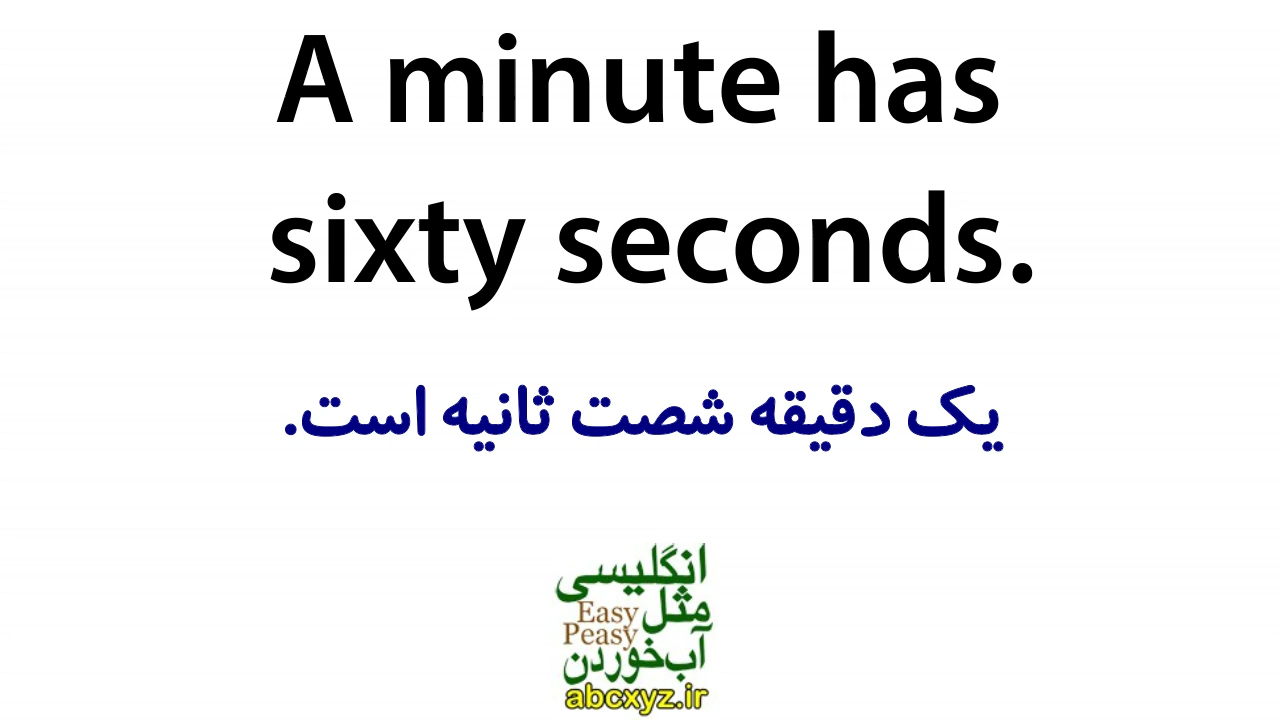 A minute has
sixty seconds.
یک دقیقه شصت ثانیه است.
انگلیسی
مثل
Easy
Peasy
آب‌خوردن
abcxyz.ir